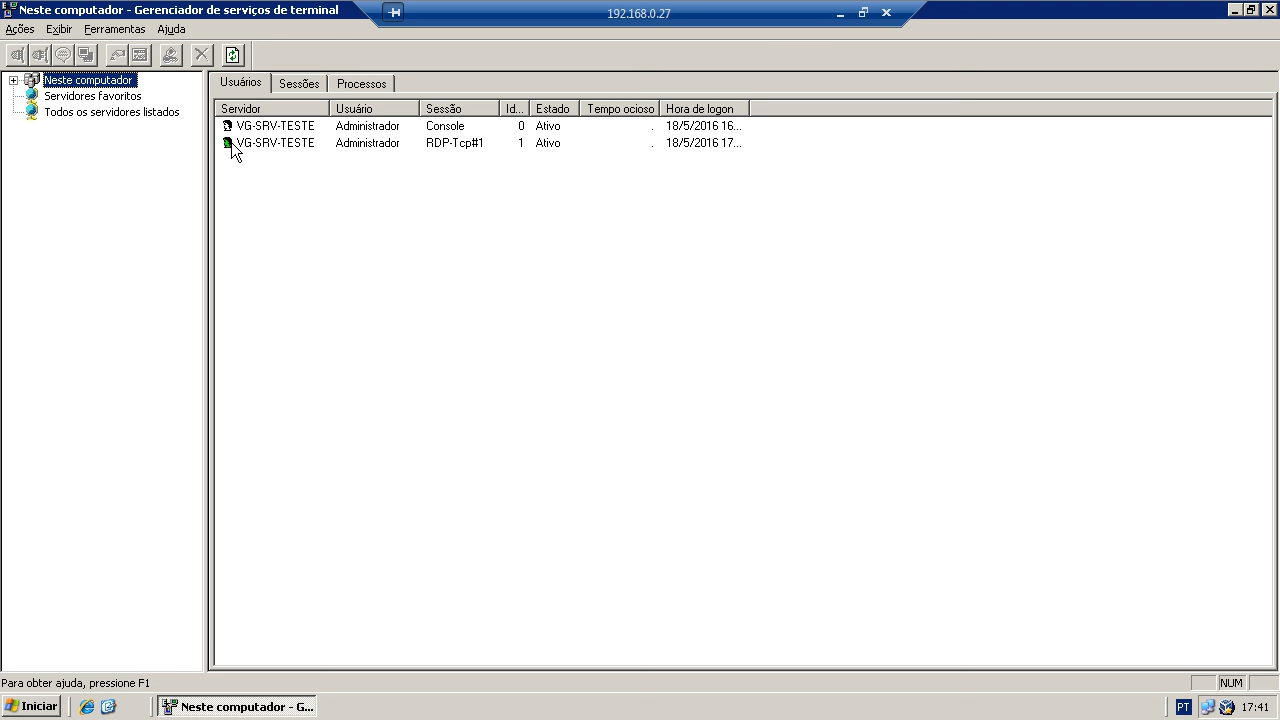 Neste computador - Gerenciador de serviços de terminal
192.168.0.27
Ações Exibir Ferramentas Ajuda
Neste computador
Servidores favoritos
Todos os servidores listados
Usuários Sessões Processos
Servidor Usuário Sessão Id... Estado Tempo ocioso Hora de logon
VG-SRV-TESTE Administrador Console 0 Ativo . 18/5/2016 16...
VG-SRV-TESTE Administrador RDP-Tcp#1 1 Ativo . 18/5/2016 17...
Para obter ajuda, pressione F1
NUM
Iniciar
Neste computador - G...
PT
17:41